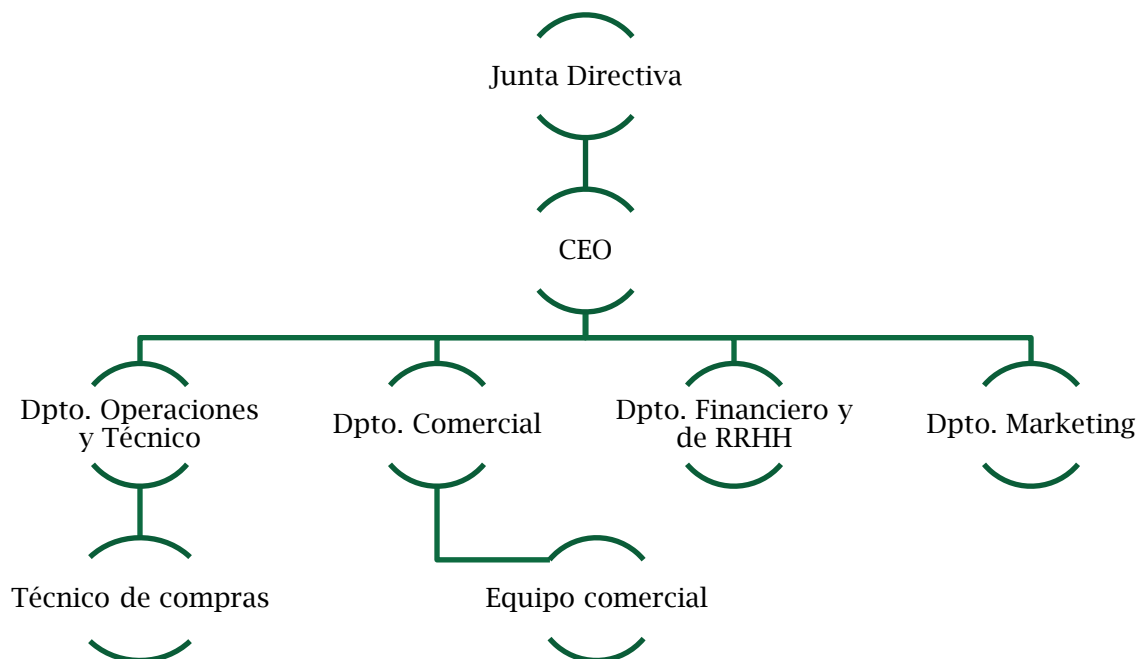 Junta Directiva
CEO
Dpto. Operaciones
y Técnico
Dpto. Comercial
Dpto. Financiero y
de RRHH
Dpto. Marketing
Técnico de compras
Equipo comercial